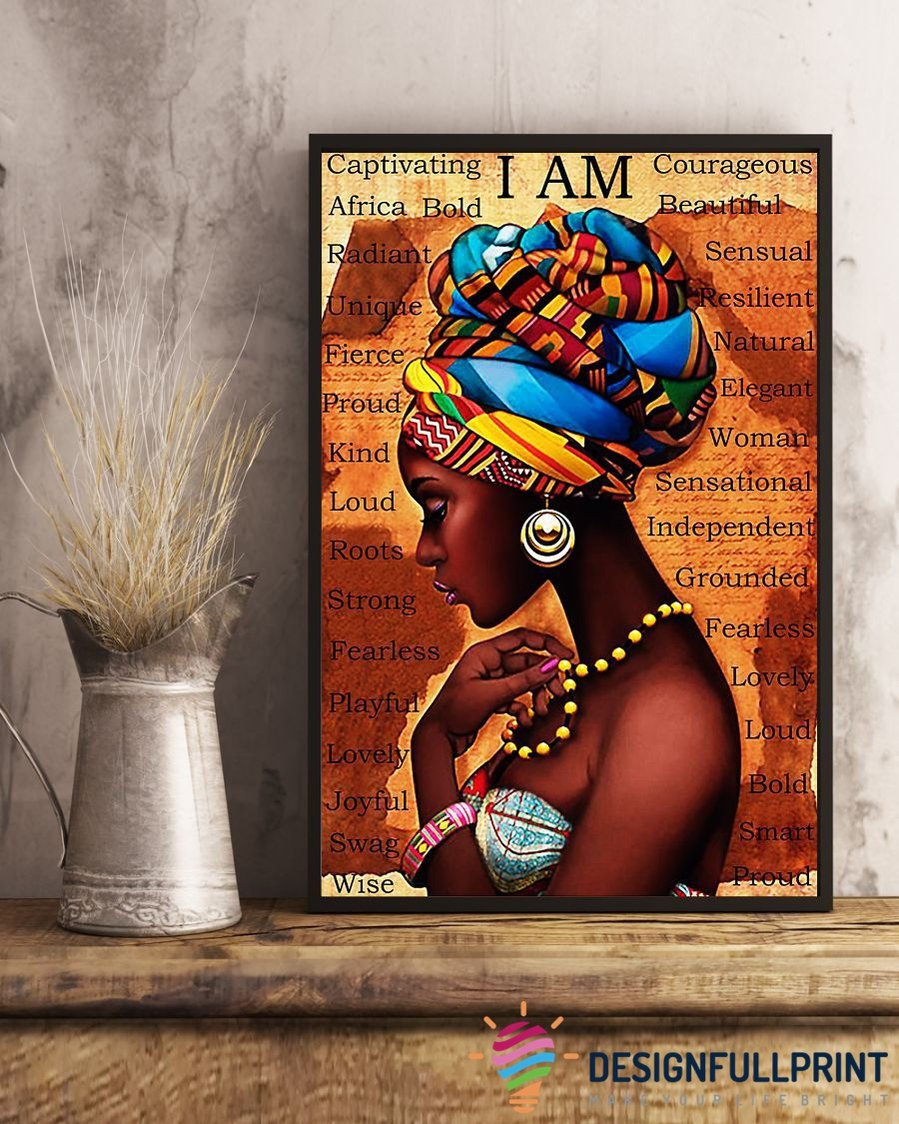 I AM
Captivating
Africa Bold
Radiant
Unique
Fierce
Proud
Kind
Loud
Roots
Strong
Fearless
Playful
Lovely
Joyful
Swag
Wise
Courageous
Beautiful
Sensual
Resilient
Natural
Elegant
Woman
Sensational
Independent
Grounded
Fearless
Lovely
Loud
Bold
Smart
Proud
DESIGNFULLPRINT
MAKE YOUR LIFE BRIGHT